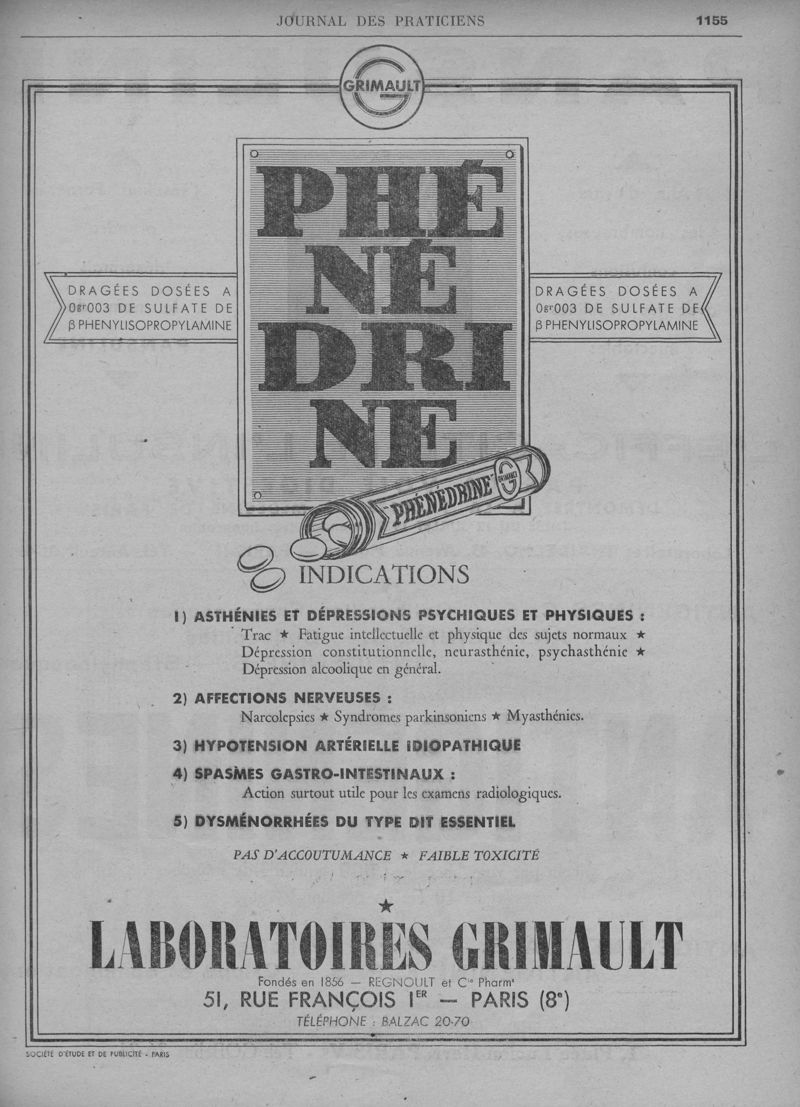 JOURNAL DES PRATICIENS 1155
GRIMAULT
PHÉ
NÉ
DRI
NE
DRAGÉES DOSÉES A
0gr003 DE SULFATE DE
β PHENYLISOPROPYLAMINE
DRAGÉES DOSÉES A
0gr003 DE SULFATE DE
β PHENYLISOPROPYLAMINE
PHÉNÉDRINE GRIMAULT
INDICATIONS
1) ASTHÉNIES ET DÉPRESSIONS PSYCHIQUES ET PHYSIQUES :
Trac ★ Fatigue intellectuelle et physique des sujets normaux ★
Dépression constitutionnelle, neurasthénie, psychasthénie ★
Dépression alcoolique en général.
2) AFFECTIONS NERVEUSES :
Narcolepsies ★ Syndromes parkinsoniens ★ Myasthénies.
3) HYPOTENSION ARTÉRIELLE IDIOPATHIQUE
4) SPASMES GASTRO-INTESTINAUX :
Action surtout utile pour les examens radiologiques.
5) DYSMÉNORRHÉES DU TYPE DIT ESSENTIEL
PAS D'ACCOUTUMANCE ★ FAIBLE TOXICITÉ
★
LABORATOIRES GRIMAULT
Fondés en 1856 — REGNOULT et Cie Pharms
51, RUE FRANÇOIS 1ER — PARIS (8e)
TÉLÉPHONE : BALZAC 20-70
SOCIÉTÉ D'ÉTUDE ET DE PUBLICITÉ - PARIS